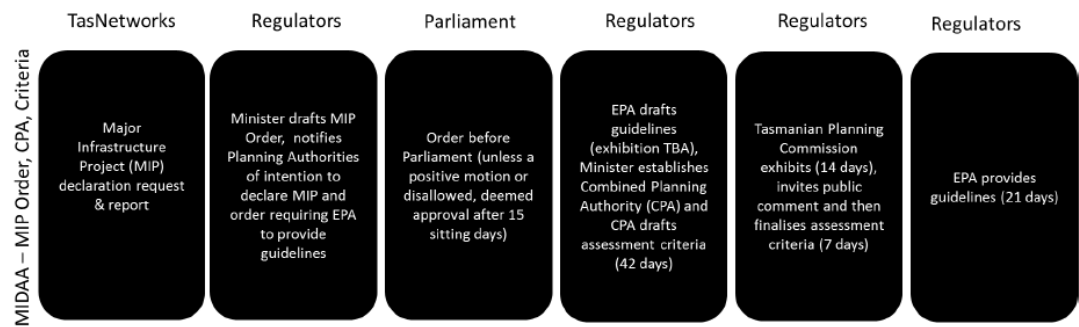 MIDAA – MIP Order, CPA, Criteria
TasNetworks
Major
Infrastructure
Project (MIP)
declaration request
& report
Regulators
Minister drafts MIP
Order, notifies
Planning Authorities
of intention to
declare MIP and
order requiring EPA
to provide
guidelines
Parliament
Order before
Parliament (unless a
positive motion or
disallowed, deemed
approval after 15
sitting days)
Regulators
EPA drafts
guidelines
(exhibition TBA),
Minister establishes
Combined Planning
Authority (CPA) and
CPA drafts
assessment criteria
(42 days)
Regulators
Tasmanian Planning
Commission
exhibits (14 days),
invites public
comment and then
finalises assessment
criteria (7 days)
Regulators
EPA provides
guidelines (21 days)